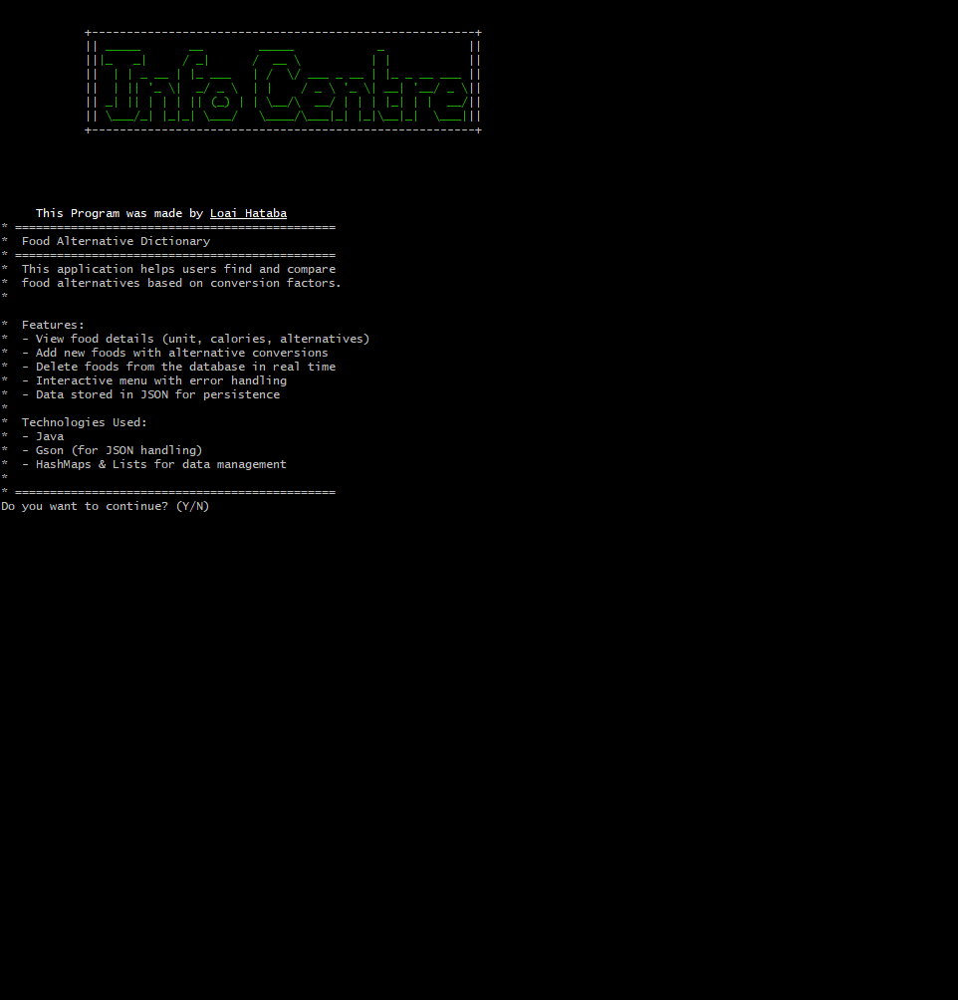 Info Centre
This Program was made by Loai Hataba
* ==============================================
*  Food Alternative Dictionary
* ==============================================
*  This application helps users find and compare
*  food alternatives based on conversion factors.
*
*  Features:
*  - View food details (unit, calories, alternatives)
*  - Add new foods with alternative conversions
*  - Delete foods from the database in real time
*  - Interactive menu with error handling
*  - Data stored in JSON for persistence
*
*  Technologies Used:
*  - Java
*  - Gson (for JSON handling)
*  - HashMaps & Lists for data management
*
* ==============================================
Do you want to continue? (Y/N)